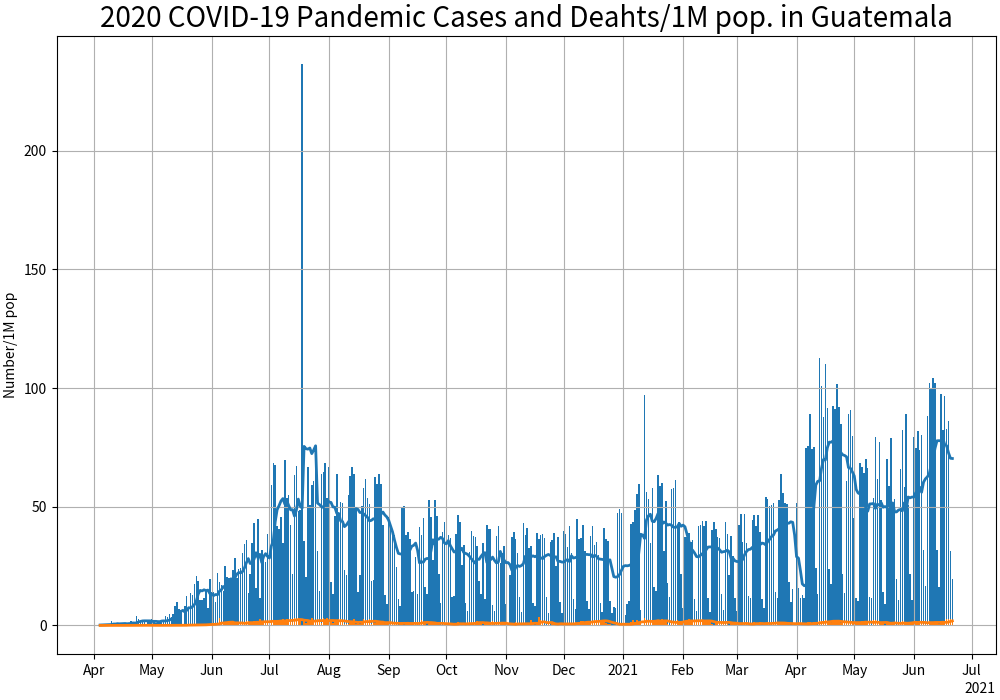 2020 COVID-19 Pandemic Cases and Deahts/1M pop. in Guatemala
Number/1M pop
200
150
100
50
0
Apr May Jun Jul Aug Sep Oct Nov Dec 2021 Feb Mar Apr May Jun Jul
2021